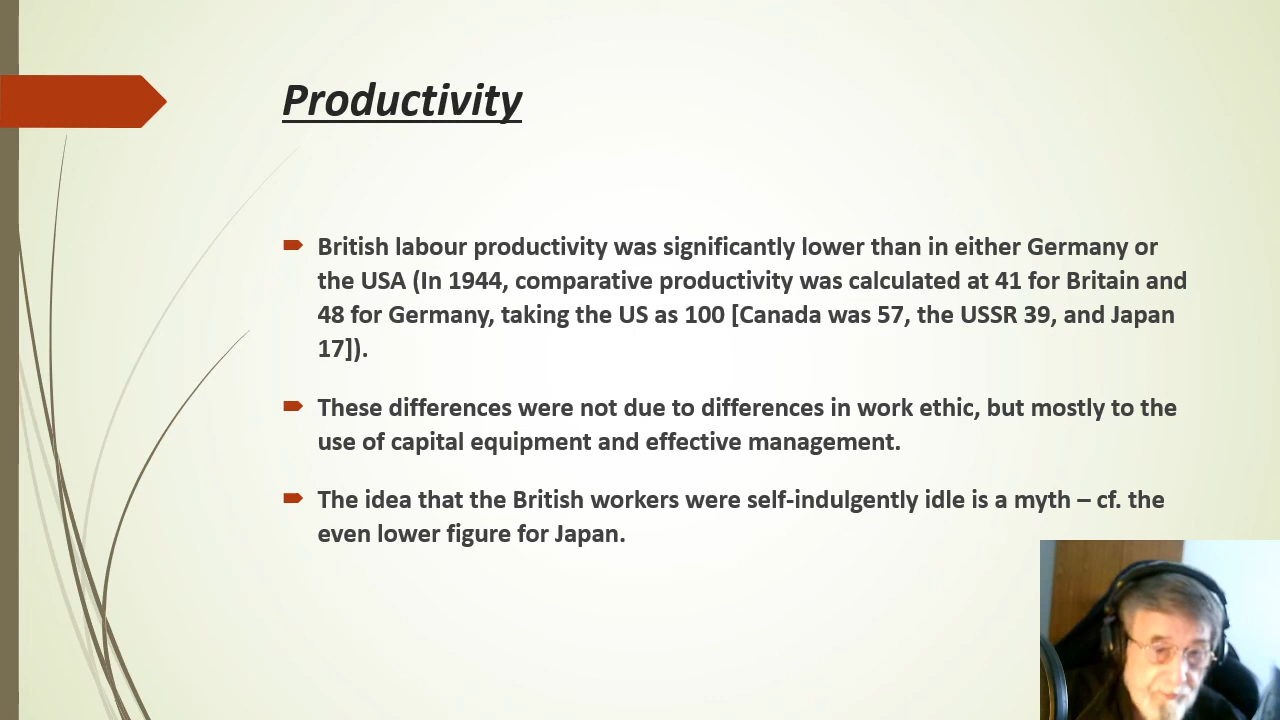 Productivity
British labour productivity was significantly lower than in either Germany or
the USA (In 1944, comparative productivity was calculated at 41 for Britain and
48 for Germany, taking the US as 100 [Canada was 57, the USSR 39, and Japan
17]).
These differences were not due to differences in work ethic, but mostly to the
use of capital equipment and effective management.
The idea that the British workers were self-indulgently idle is a myth – cf. the
even lower figure for Japan.